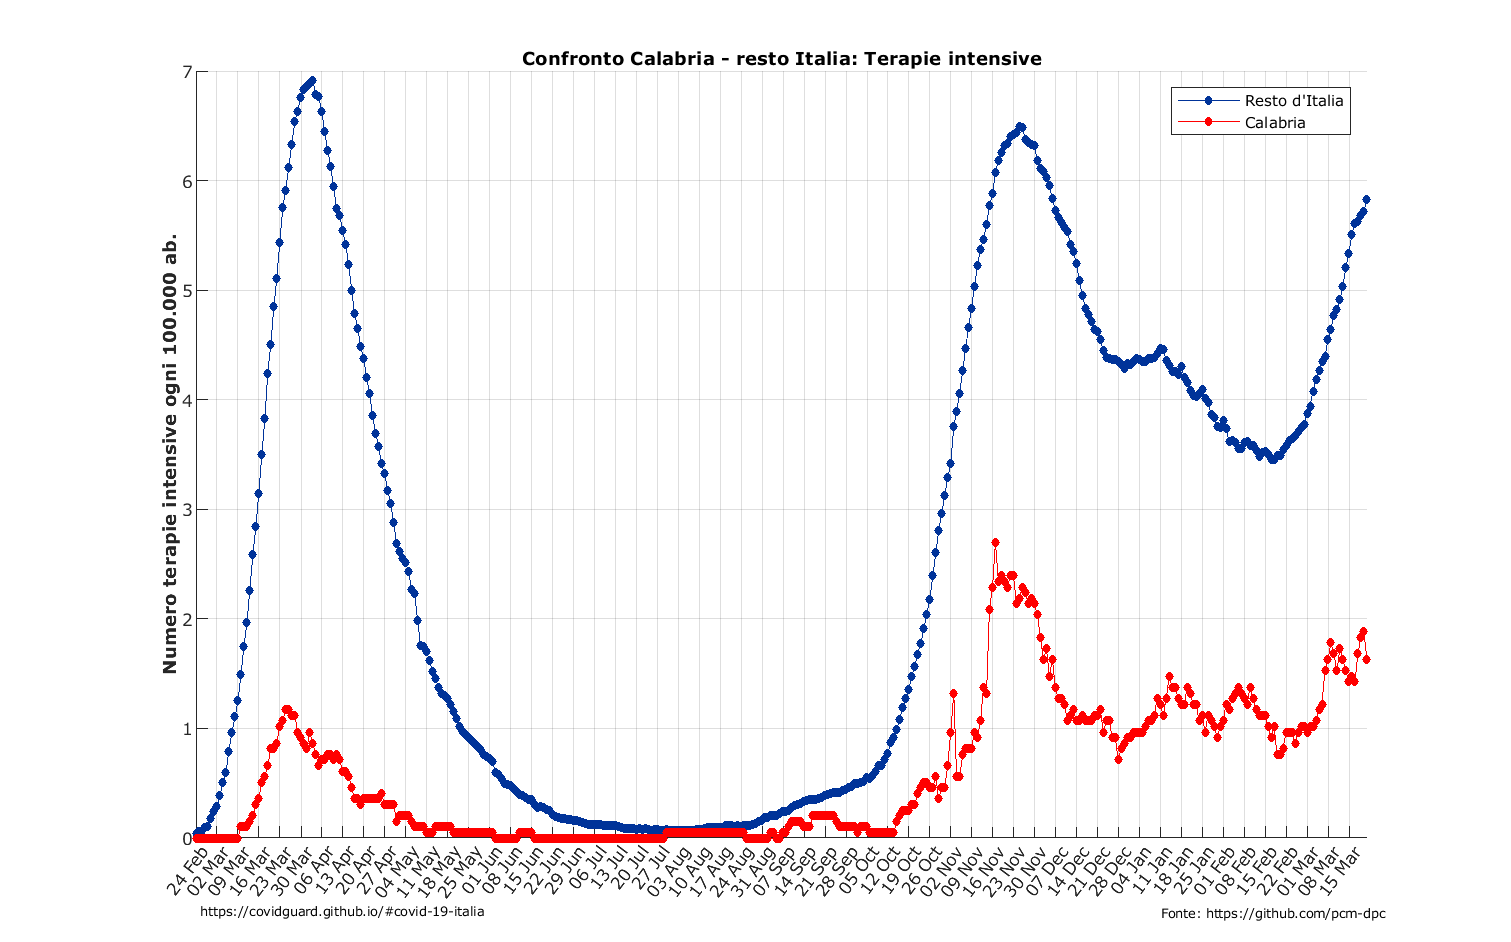 Confronto Calabria - resto Italia: Terapie intensive
Resto d'Italia
Calabria
Numero terapie intensive ogni 100.000 ab.
7
6
5
4
3
2
1
0
24 Feb
02 Mar
09 Mar
16 Mar
23 Mar
30 Mar
06 Apr
13 Apr
20 Apr
27 Apr
04 May
11 May
18 May
25 May
01 Jun
08 Jun
15 Jun
22 Jun
29 Jun
06 Jul
13 Jul
20 Jul
27 Jul
03 Aug
10 Aug
17 Aug
24 Aug
31 Aug
07 Sep
14 Sep
21 Sep
28 Sep
05 Oct
12 Oct
19 Oct
26 Oct
02 Nov
09 Nov
16 Nov
23 Nov
30 Nov
07 Dec
14 Dec
21 Dec
28 Dec
04 Jan
11 Jan
18 Jan
25 Jan
01 Feb
08 Feb
15 Feb
22 Feb
01 Mar
08 Mar
15 Mar
https://covidguard.github.io/#covid-19-italia
Fonte: https://github.com/pcm-dpc